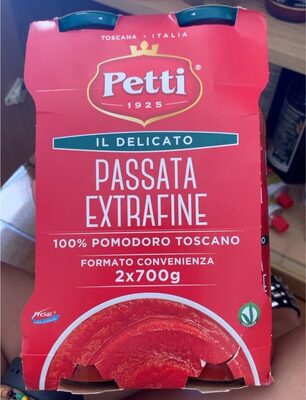 TOSCANA • ITALIA
Petti®
1925
IL DELICATO
PASSATA
EXTRAFINE
100% POMODORO TOSCANO
FORMATO CONVENIENZA
2x700g